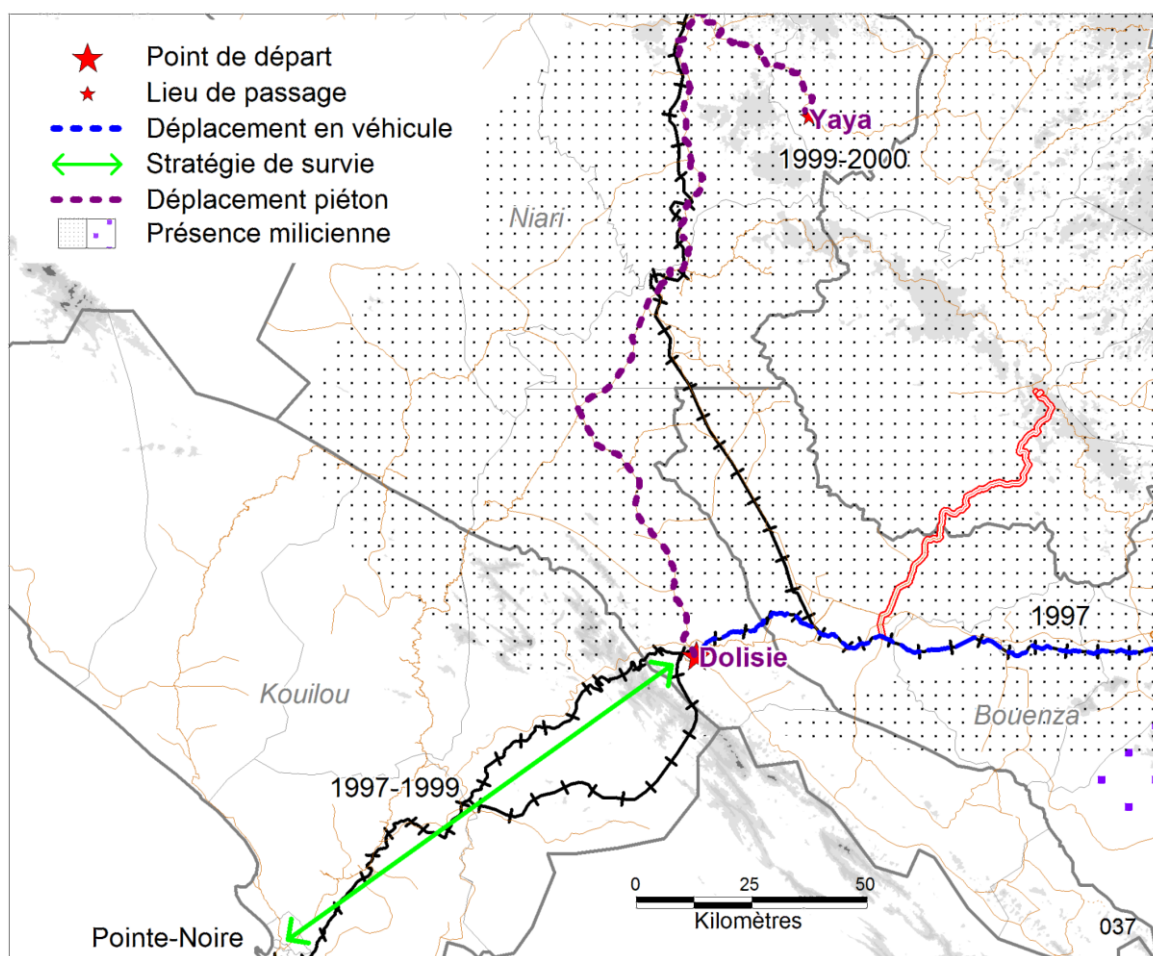 Point de départ
Lieu de passage
Déplacement en véhicule
Stratégie de survie
Déplacement piéton
Présence milicienne
Yaya
1999-2000
Niari
1997
Dolisie
Kouilou
Bouenza
1997-1999
0 25 50
Kilomètres
Pointe-Noire
037